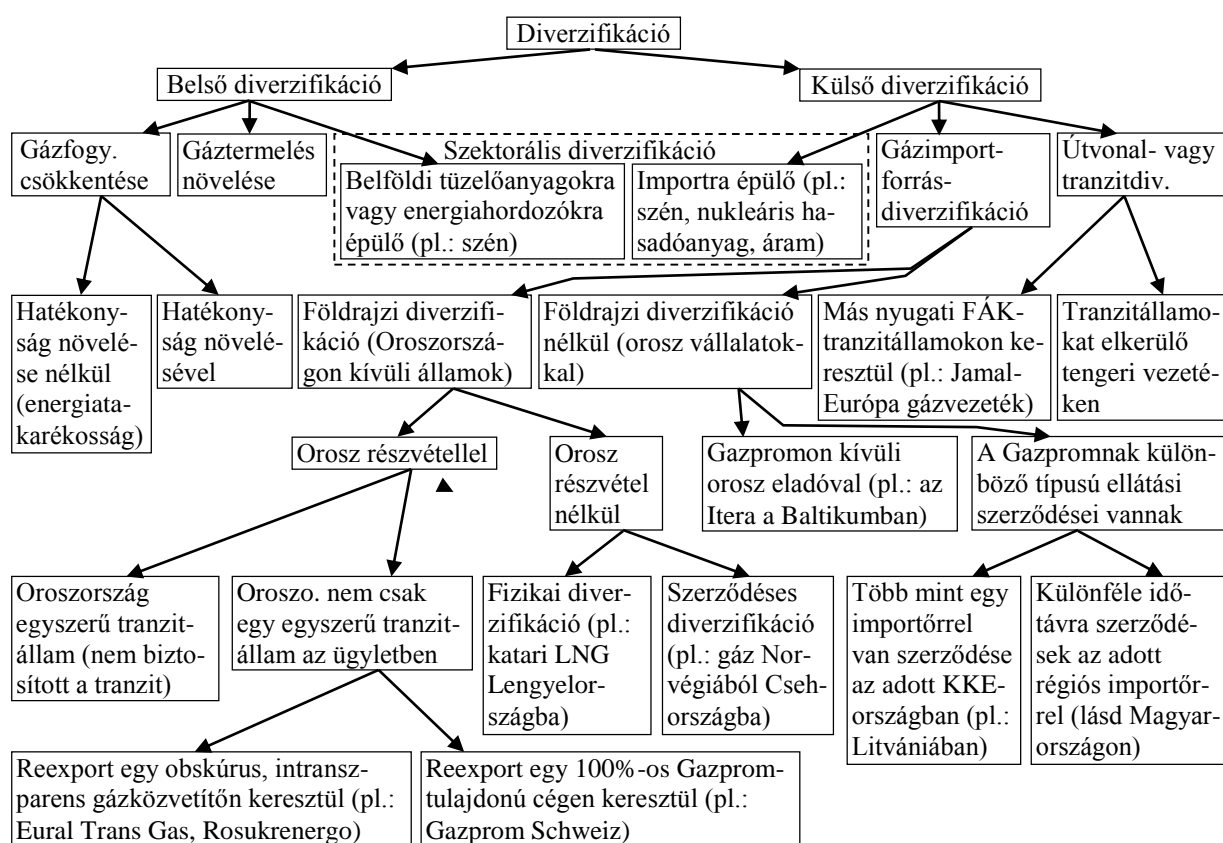 Diverzifikáció
Belső diverzifikáció
Külső diverzifikáció
Gázfogy.
csökkentése
Gáztermelés
növelése
Szektorális diverzifikáció
Belföldi tüzelőanyagokra
vagy energiahordozókra
épülő (pl.: szén)
Importra épülő (pl.:
szén, nukleáris ha-
sadóanyag, áram)
Gázimport-
forrás-
diverzifikáció
Útvonal- vagy
tranzitdiv.
Hatékony-
ság növelé-
se nélkül
(energiata-
karékosság)
Hatékony-
ság növelé-
sével
Földrajzi diverzifi-
káció (Oroszorszá-
gon kívüli államok)
Földrajzi diverzifikáció
nélkül (orosz vállalatok-
kal)
Más nyugati FÁK-
tranzitállamokon ke-
resztül (pl.: Jamal-
Európa gázvezeték)
Tranzitállamo-
kat elkerülő
tengeri vezeté-
ken
Orosz részvétellel
Orosz
részvétel
nélkül
Gazpromon kívüli
orosz eladóval (pl.: az
Itera a Baltikumban)
A Gazpromnak külön-
böző típusú ellátási
szerződései vannak
Oroszország
egyszerű tranzit-
állam (nem bizto-
sított a tranzit)
Oroszo. nem csak
egy egyszerű tranzit-
állam az ügyletben
Fizikai diver-
zifikáció (pl.:
katari LNG
Lengyelor-
szágba)
Szerződéses
diverzifikáció
(pl.: gáz Nor-
végiából Cseh-
országba)
Több mint egy
importőrrel
van szerződése
az adott KKE-
országban (pl.:
Litvániában)
Különféle idő-
távra szerződé-
sek az adott
régiós importőr-
rel (lásd Magyar-
országon)
Reexport egy obskúrus, intransz-
parens gázközvetítőn keresztül (pl.:
Eural Trans Gas, Rosukrenergo)
Reexport egy 100%-os Gazprom-
tulajdonú cégen keresztül (pl.:
Gazprom Schweiz)